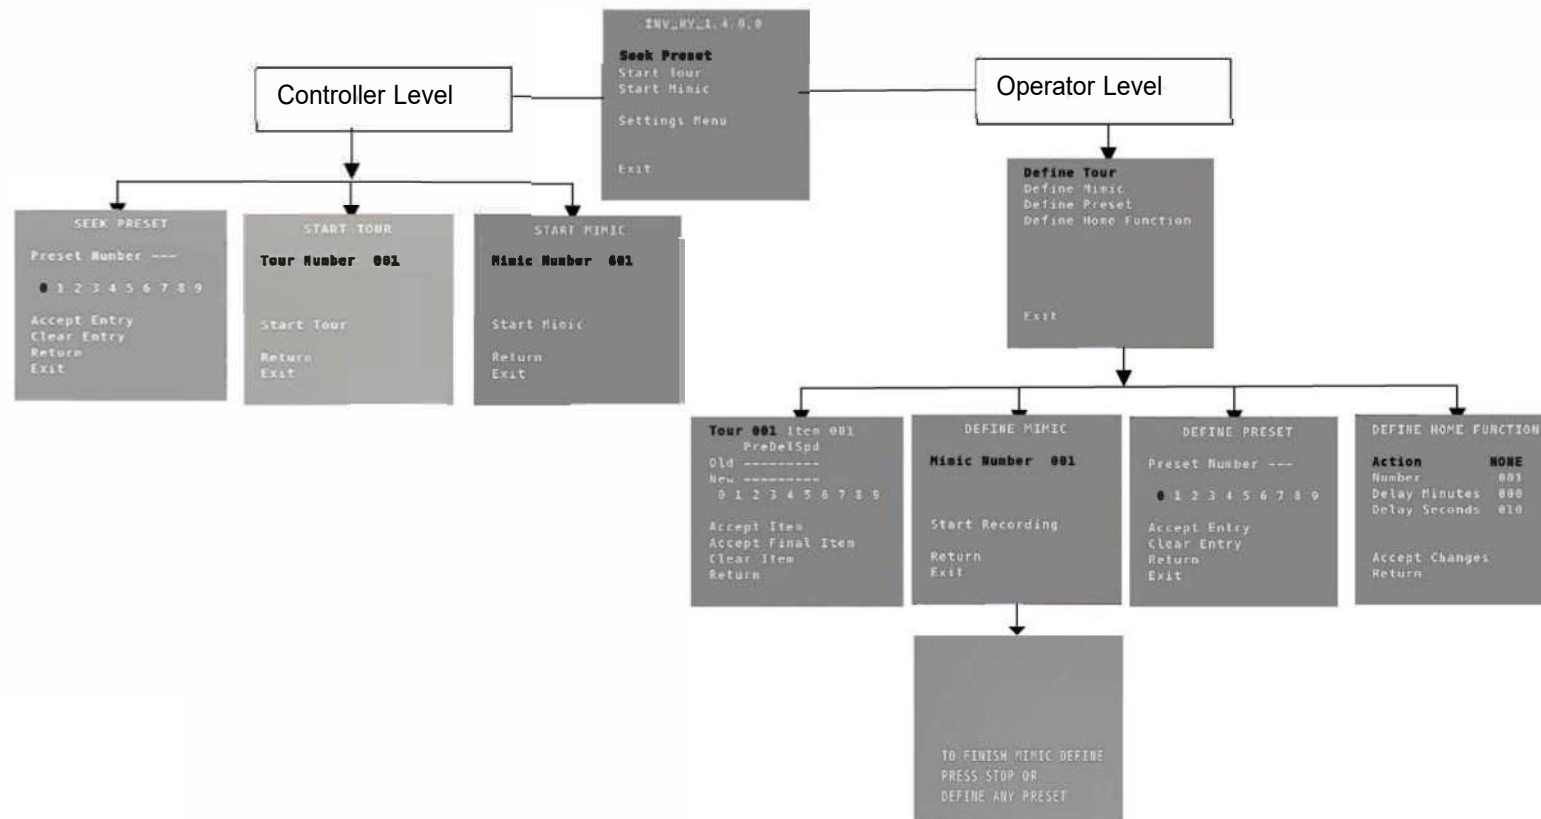 INV_HY_1.4.0.0
Seek Preset
Start Tour
Start Mimic
Settings Menu
Exit
Controller Level
Operator Level
SEEK PRESET
Preset Number ---
0 1 2 3 4 5 6 7 8 9
Accept Entry
Clear Entry
Return
Exit
START TOUR
Tour Number 001
Start Tour
Return
Exit
START MIMIC
Mimic Number 001
Start Mimic
Return
Exit
Define Tour
Define Mimic
Define Preset
Define Home Function
Exit
Tour 001 Item 001
PreDelSpd
Old ---------
New ---------
0 1 2 3 4 5 6 7 8 9
Accept Item
Accept Final Item
Clear Item
Return
DEFINE MIMIC
Mimic Number 001
Start Recording
Return
Exit
DEFINE PRESET
Preset Number ---
0 1 2 3 4 5 6 7 8 9
Accept Entry
Clear Entry
Return
Exit
DEFINE HOME FUNCTION
Action NONE
Number 001
Delay Minutes 000
Delay Seconds 010
Accept Changes
Return
TO FINISH MIMIC DEFINE
PRESS STOP OR
DEFINE ANY PRESET